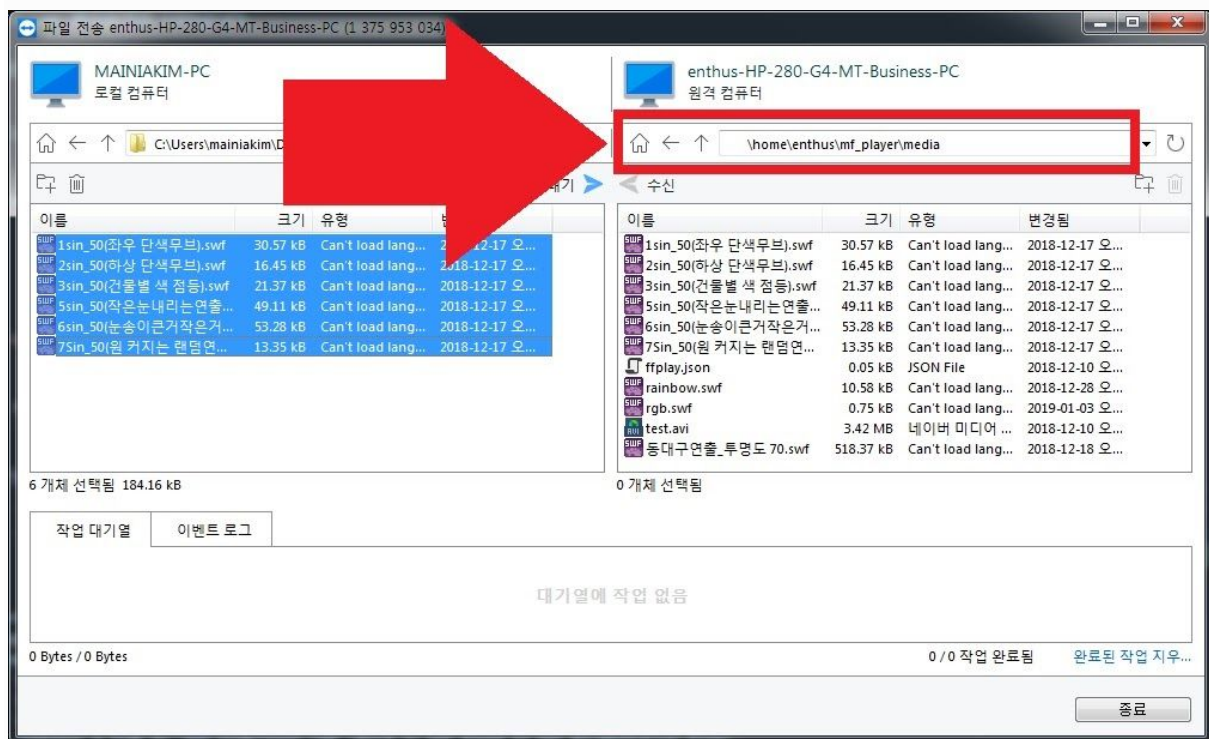 파일 전송 enthus-HP-280-G4-MT-Business-PC (1 375 953 034)
MAINIAKIM-PC
로컬 컴퓨터
enthus-HP-280-G4-MT-Business-PC
원격 컴퓨터
C:\Users\mainiakim\D
\home\enthus\mf_player\media
수신
이름 크기 유형
1sin_50(좌우 단색무브).swf 30.57 kB Can't load lang... 2018-12-17 오...
2sin_50(하상 단색무브).swf 16.45 kB Can't load lang... 2018-12-17 오...
3sin_50(건물별 색 점등).swf 21.37 kB Can't load lang... 2018-12-17 오...
5sin_50(작은눈내리는연출... 49.11 kB Can't load lang... 2018-12-17 오...
6sin_50(눈송이큰거작은거... 53.28 kB Can't load lang... 2018-12-17 오...
7Sin_50(원 커지는 랜덤연... 13.35 kB Can't load lang... 2018-12-17 오...
6 개체 선택됨 184.16 kB
이름 크기 유형 변경됨
1sin_50(좌우 단색무브).swf 30.57 kB Can't load lang... 2018-12-17 오...
2sin_50(하상 단색무브).swf 16.45 kB Can't load lang... 2018-12-17 오...
3sin_50(건물별 색 점등).swf 21.37 kB Can't load lang... 2018-12-17 오...
5sin_50(작은눈내리는연출... 49.11 kB Can't load lang... 2018-12-17 오...
6sin_50(눈송이큰거작은거... 53.28 kB Can't load lang... 2018-12-17 오...
7Sin_50(원 커지는 랜덤연... 13.35 kB Can't load lang... 2018-12-17 오...
ffplay.json 0.05 kB JSON File 2018-12-10 오...
rainbow.swf 10.58 kB Can't load lang... 2018-12-28 오...
rgb.swf 0.75 kB Can't load lang... 2019-01-03 오...
test.avi 3.42 MB 네이버 미디어 ... 2018-12-10 오...
동대구연출_투명도 70.swf 518.37 kB Can't load lang... 2018-12-18 오...
0 개체 선택됨
작업 대기열 이벤트 로그
대기열에 작업 없음
0 Bytes / 0 Bytes
0 / 0 작업 완료됨 완료된 작업 지우...
종료